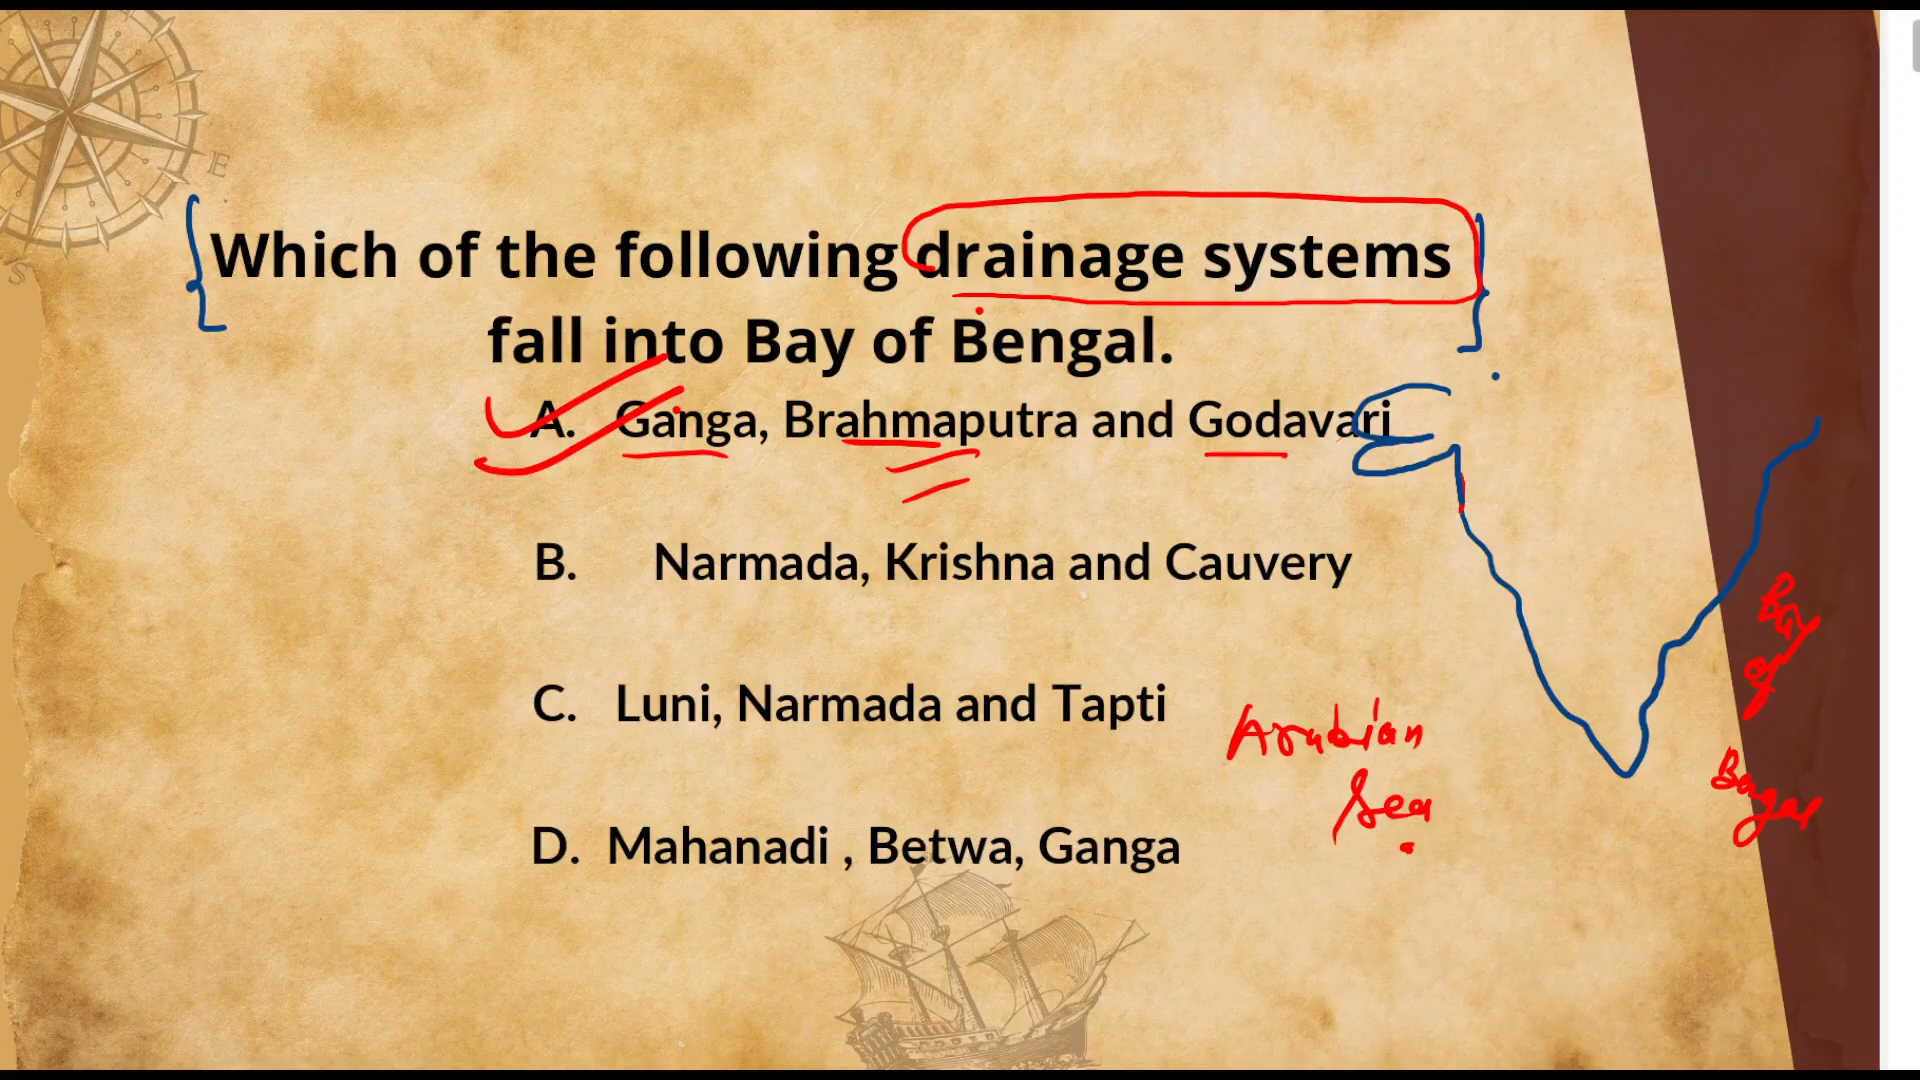 E
S
Which of the following drainage systems
fall into Bay of Bengal.
A. Ganga, Brahmaputra and Godavari
B. Narmada, Krishna and Cauvery
C. Luni, Narmada and Tapti
D. Mahanadi , Betwa, Ganga
Arabian
Sea
Bay
of
Bengal